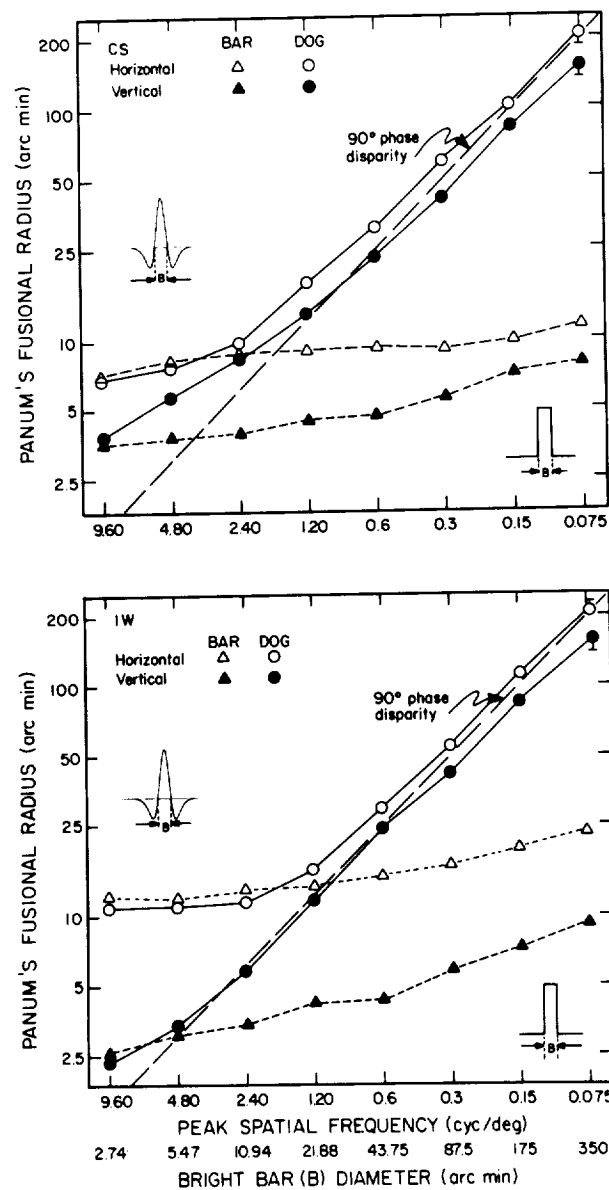 CS
BAR DOG
Horizontal
Vertical
90° phase
disparity
B
B
PANUM'S FUSIONAL RADIUS (arc min)
200
100
50
25
10
5
2.5
9.60 4.80 2.40 1.20 0.6 0.3 0.15 0.075
IW
BAR DOG
Horizontal
Vertical
90° phase
disparity
B
B
PANUM'S FUSIONAL RADIUS (arc min)
200
100
50
25
10
5
2.5
9.60 4.80 2.40 1.20 0.6 0.3 0.15 0.075
PEAK SPATIAL FREQUENCY (cyc/deg)
2.74 5.47 10.94 21.88 43.75 87.5 175 350
BRIGHT BAR (B) DIAMETER (arc min)